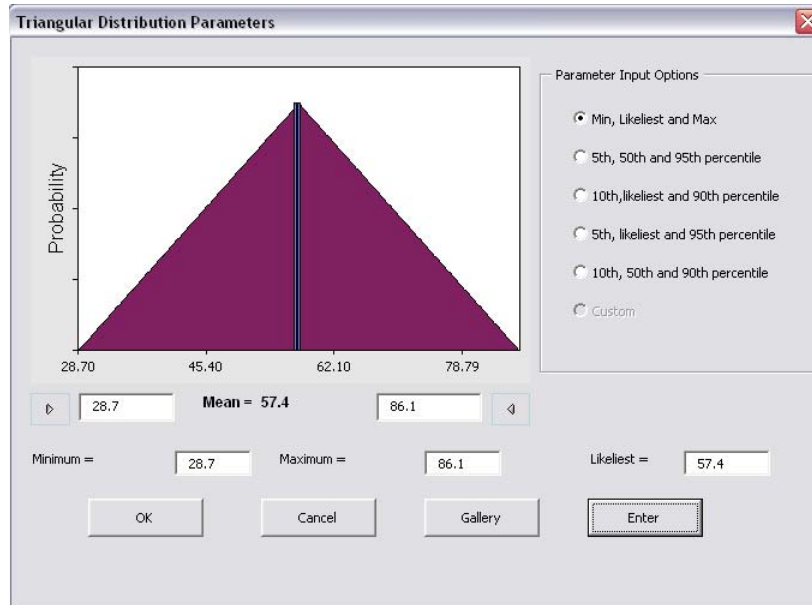 Triangular Distribution Parameters
Probability
28.70 45.40 62.10 78.79
28.7 Mean = 57.4 86.1
Minimum = 28.7 Maximum = 86.1 Likeliest = 57.4
OK Cancel Gallery Enter
Parameter Input Options
Min, Likeliest and Max
5th, 50th and 95th percentile
10th,likeliest and 90th percentile
5th, likeliest and 95th percentile
10th, 50th and 90th percentile
Custom